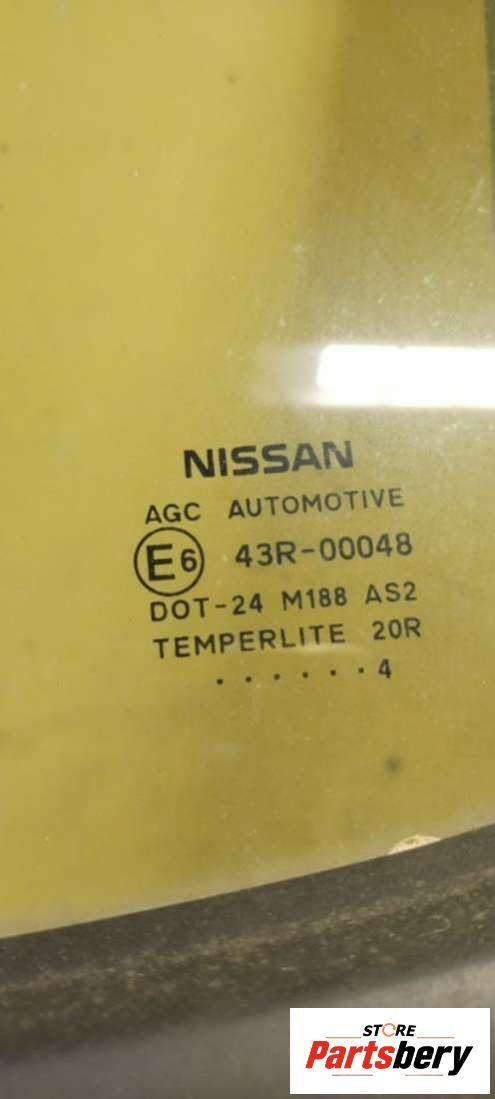 NISSAN
AGC AUTOMOTIVE
E6 43R-00048
DOT-24 M188 AS2
TEMPERLITE 20R
......4
STORE
Partsbery